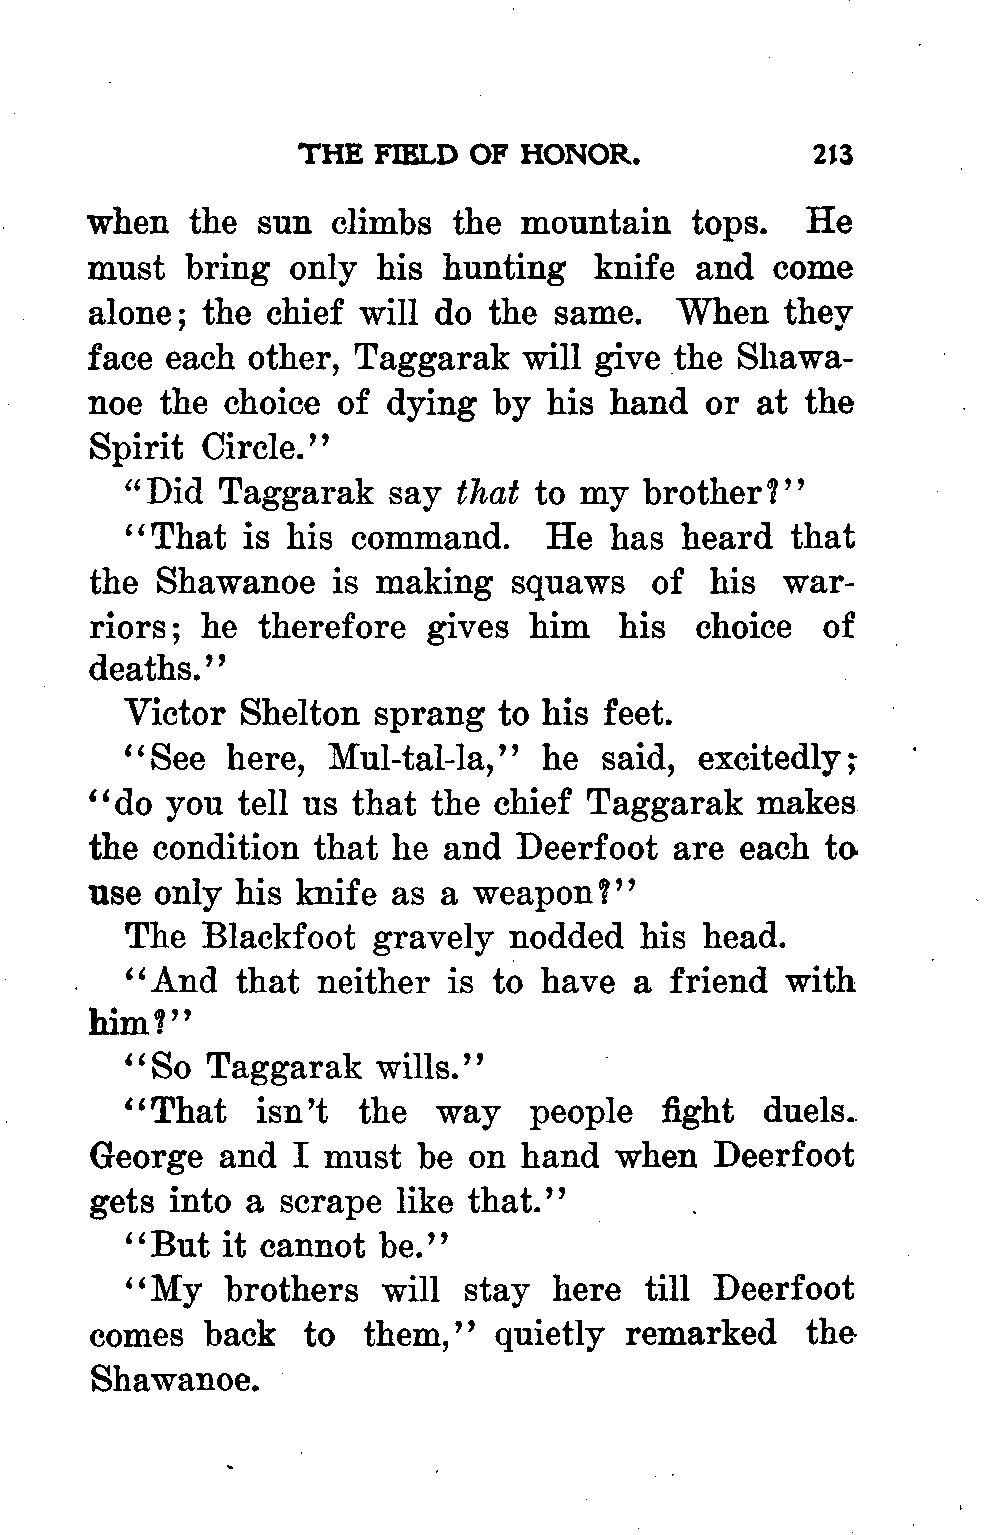 THE FIELD OF HONOR. 213
when the sun climbs the mountain tops. He
must bring only his hunting knife and come
alone; the chief will do the same. When they
face each other, Taggarak will give the Shawa-
noe the choice of dying by his hand or at the
Spirit Circle.''
“Did Taggarak say that to my brother?''
‘‘That is his command. He has heard that
the Shawanoe is making squaws of his war-
riors; he therefore gives him his choice of
deaths.''
Victor Shelton sprang to his feet.
‘‘See here, Mul-tal-la,'' he said, excitedly;
‘‘do you tell us that the chief Taggarak makes
the condition that he and Deerfoot are each to
use only his knife as a weapon?''
The Blackfoot gravely nodded his head.
‘‘And that neither is to have a friend with
him?''
‘‘So Taggarak wills.''
‘‘That isn't the way people fight duels.
George and I must be on hand when Deerfoot
gets into a scrape like that.''
‘‘But it cannot be.''
‘‘My brothers will stay here till Deerfoot
comes back to them,'' quietly remarked the
Shawanoe.